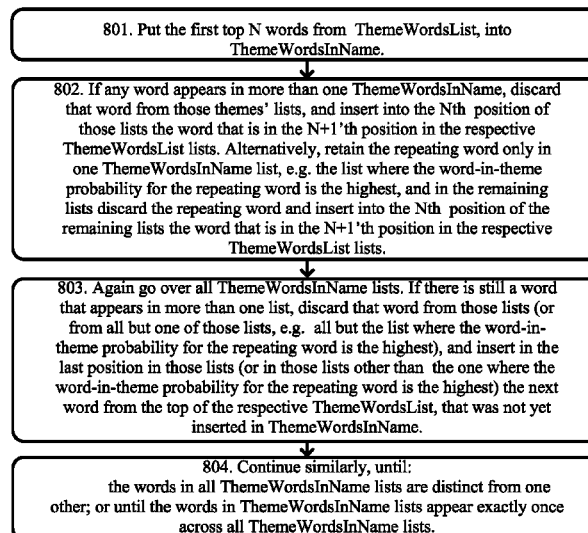 801. Put the first top N words from ThemeWordsList, into
ThemeWordsInName.
802. If any word appears in more than one ThemeWordsInName, discard
that word from those themes' lists, and insert into the Nth position of
those lists the word that is in the N+1'th position in the respective
ThemeWordsList lists. Alternatively, retain the repeating word only in
one ThemeWordsInName list, e.g. the list where the word-in-theme
probability for the repeating word is the highest, and in the remaining
lists discard the repeating word and insert into the Nth position of the
remaining lists the word that is in the N+1'th position in the respective
ThemeWordsList lists.
803. Again go over all ThemeWordsInName lists. If there is still a word
that appears in more than one list, discard that word from those lists (or
from all but one of those lists, e.g. all but the list where the word-in-
theme probability for the repeating word is the highest), and insert in the
last position in those lists (or in those lists other than the one where the
word-in-theme probability for the repeating word is the highest) the next
word from the top of the respective ThemeWordsList, that was not yet
inserted in ThemeWordsInName.
804. Continue similarly, until:
the words in all ThemeWordsInName lists are distinct from one
other; or until the words in ThemeWordsInName lists appear exactly once
across all ThemeWordsInName lists.